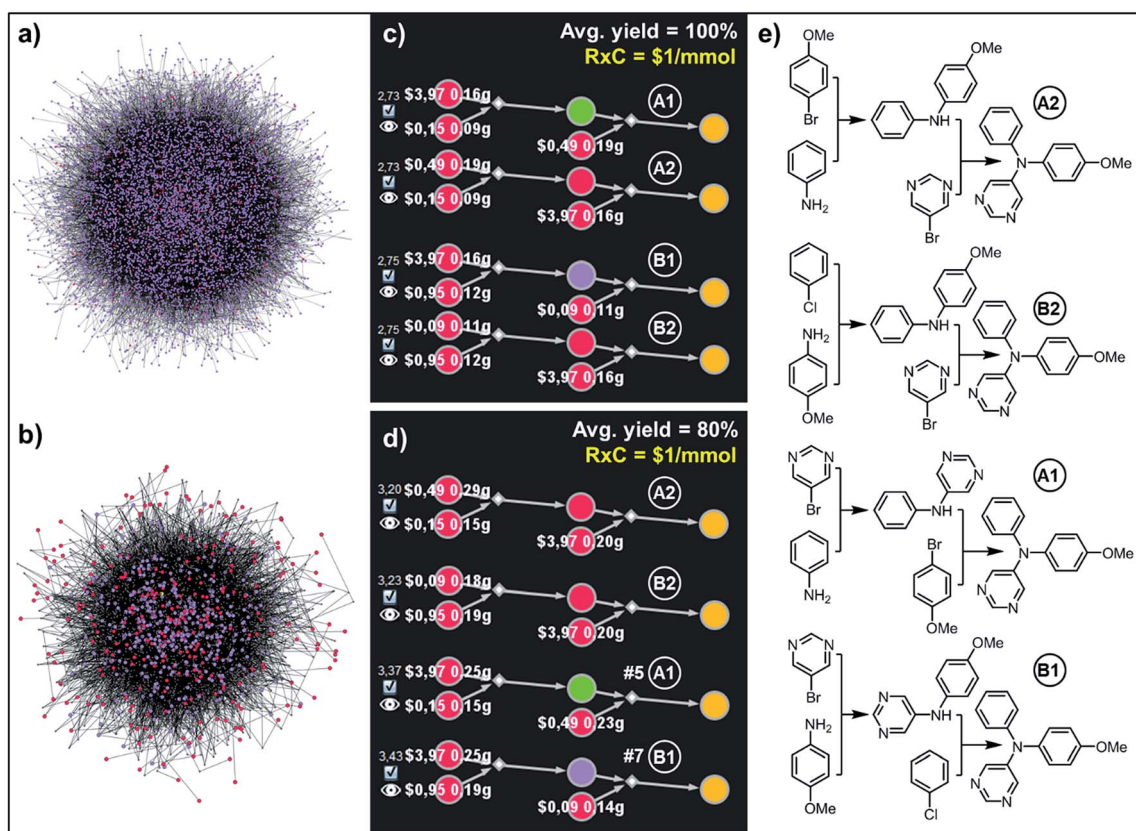 a)
b)
c)
Avg. yield = 100%
RxC = $1/mmol
2,73 $3,97 0,16g
$0,15 0,09g
$0,49 0,19g
A1
2,73 $0,49 0,19g
$0,15 0,09g
$3,97 0,16g
A2
2,75 $3,97 0,16g
$0,95 0,12g
$0,09 0,11g
B1
2,75 $0,09 0,11g
$0,95 0,12g
$3,97 0,16g
B2
d)
Avg. yield = 80%
RxC = $1/mmol
3,20 $0,49 0,29g
$0,15 0,15g
$3,97 0,20g
A2
3,23 $0,09 0,18g
$0,95 0,19g
$3,97 0,20g
B2
3,37 $3,97 0,25g
$0,15 0,15g
$0,49 0,23g
#5 A1
3,43 $3,97 0,25g
$0,95 0,19g
$0,09 0,14g
#7 B1
e)
OMe
Br
NH2
OMe
NH
N N
Br
A2
N
OMe
N N
Cl
NH2
OMe
OMe
NH
N N
Br
B2
N
OMe
N N
N N
Br
NH2
N N
NH
Br
OMe
A1
N
OMe
N N
N N
Br
NH2
OMe
OMe
N
N
NH
Cl
B1
N
OMe
N N